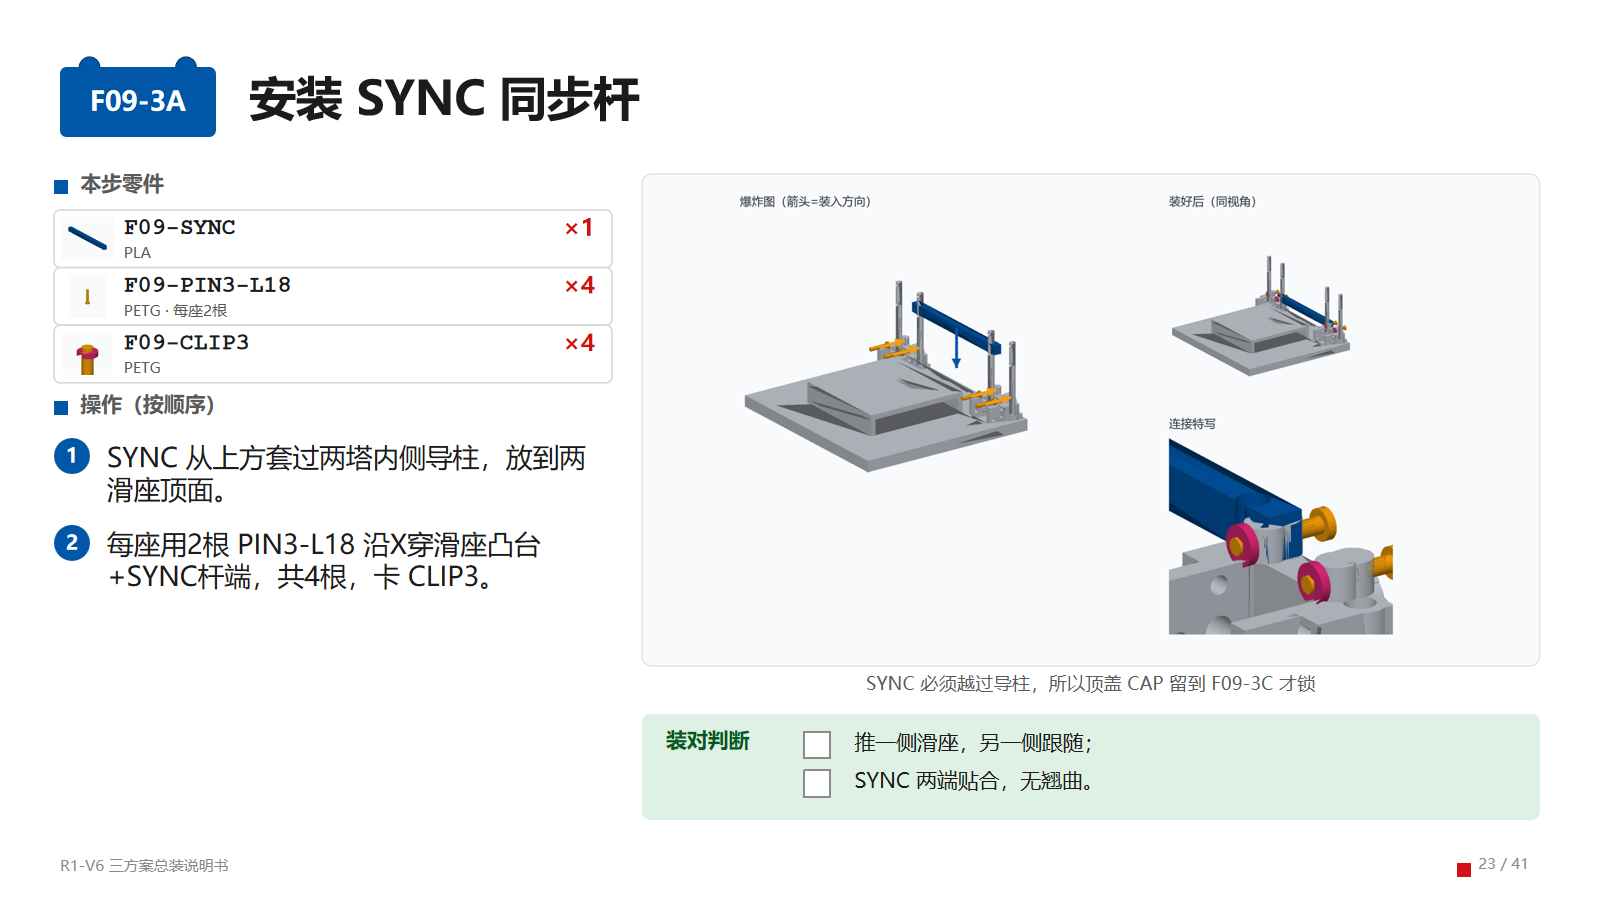 F09-3A
安装 SYNC 同步杆
本步零件
F09-SYNC
×1
PLA
F09-PIN3-L18
×4
PETG · 每座2根
F09-CLIP3
×4
PETG
操作（按顺序）
1
SYNC 从上方套过两塔内侧导柱，放到两
滑座顶面。
2
每座用2根 PIN3-L18 沿X穿滑座凸台
+SYNC杆端，共4根，卡 CLIP3。
爆炸图（箭头=装入方向）
装好后（同视角）
连接特写
SYNC 必须越过导柱，所以顶盖 CAP 留到 F09-3C 才锁
装对判断
推一侧滑座，另一侧跟随；
SYNC 两端贴合，无翘曲。
R1-V6 三方案总装说明书
23 / 41